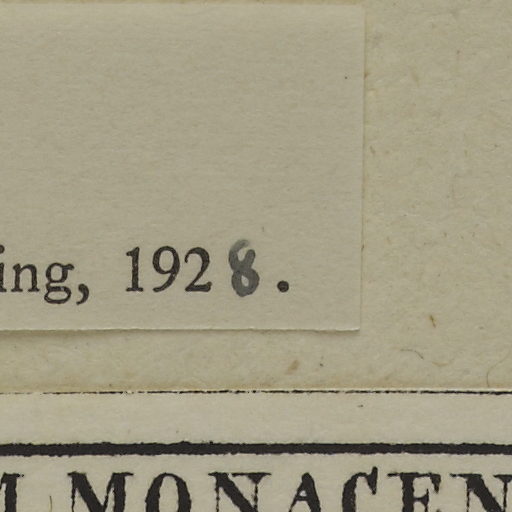 ing, 1928.
M MONACEN